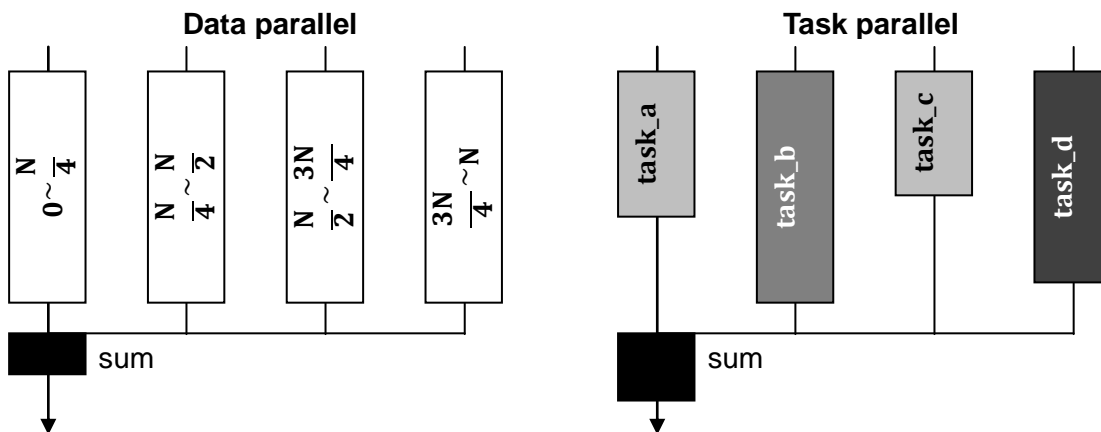 Data parallel
0~N/4
N/4~N/2
N/2~3N/4
3N/4~N
sum
Task parallel
task_a
task_b
task_c
task_d
sum